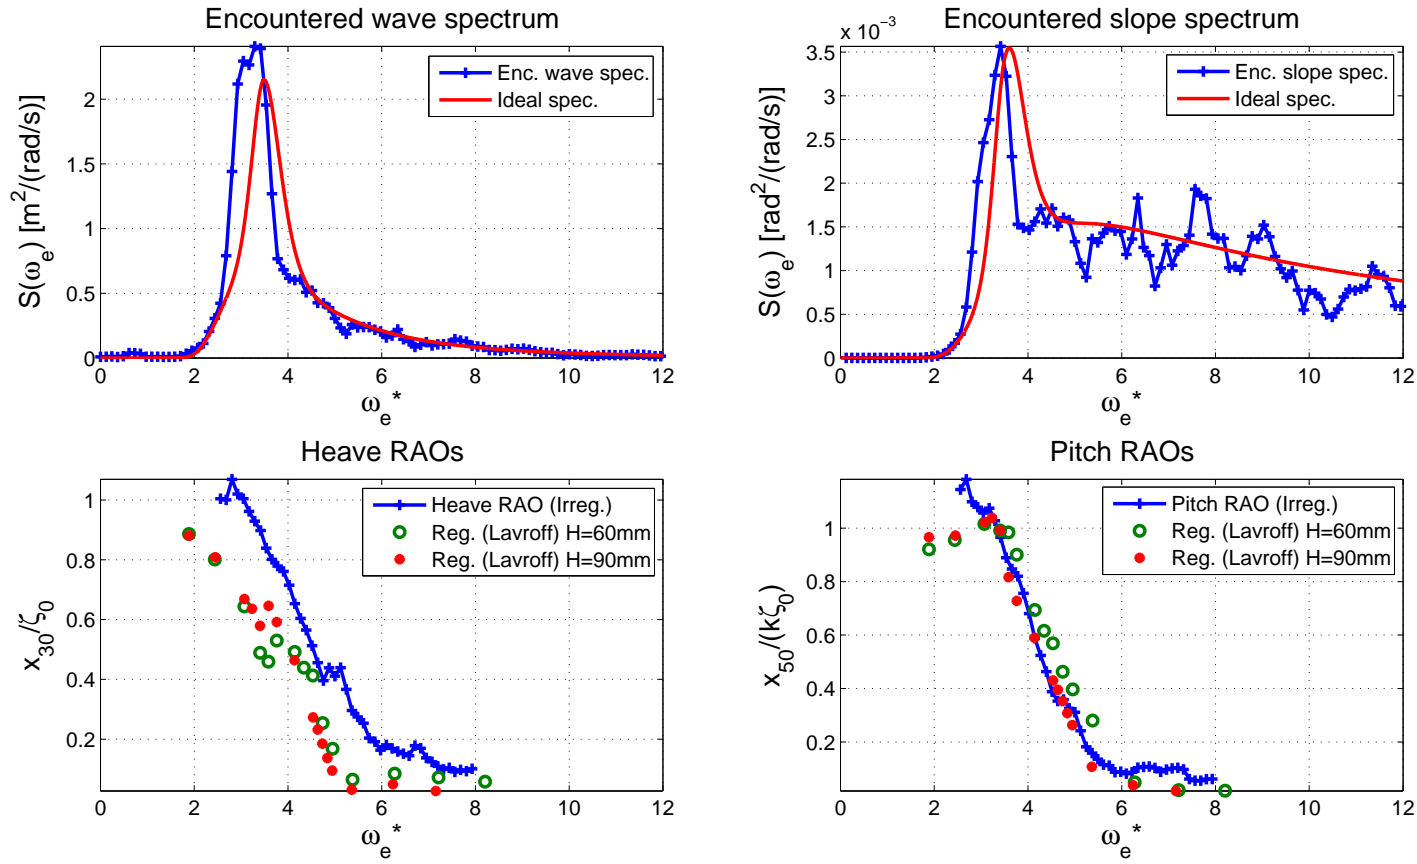 Encountered wave spectrum
Enc. wave spec.
Ideal spec.
S(ω_e) [m^2/(rad/s)]
2
1.5
1
0.5
0
0 2 4 6 8 10 12
ω_e*
Encountered slope spectrum
x 10^−3
Enc. slope spec.
Ideal spec.
S(ω_e) [rad^2/(rad/s)]
3.5
3
2.5
2
1.5
1
0.5
0
0 2 4 6 8 10 12
ω_e*
Heave RAOs
Heave RAO (Irreg.)
Reg. (Lavroff) H=60mm
Reg. (Lavroff) H=90mm
x_30/ζ_0
1
0.8
0.6
0.4
0.2
0 2 4 6 8 10 12
ω_e*
Pitch RAOs
Pitch RAO (Irreg.)
Reg. (Lavroff) H=60mm
Reg. (Lavroff) H=90mm
x_50/(kζ_0)
1
0.8
0.6
0.4
0.2
0 2 4 6 8 10 12
ω_e*